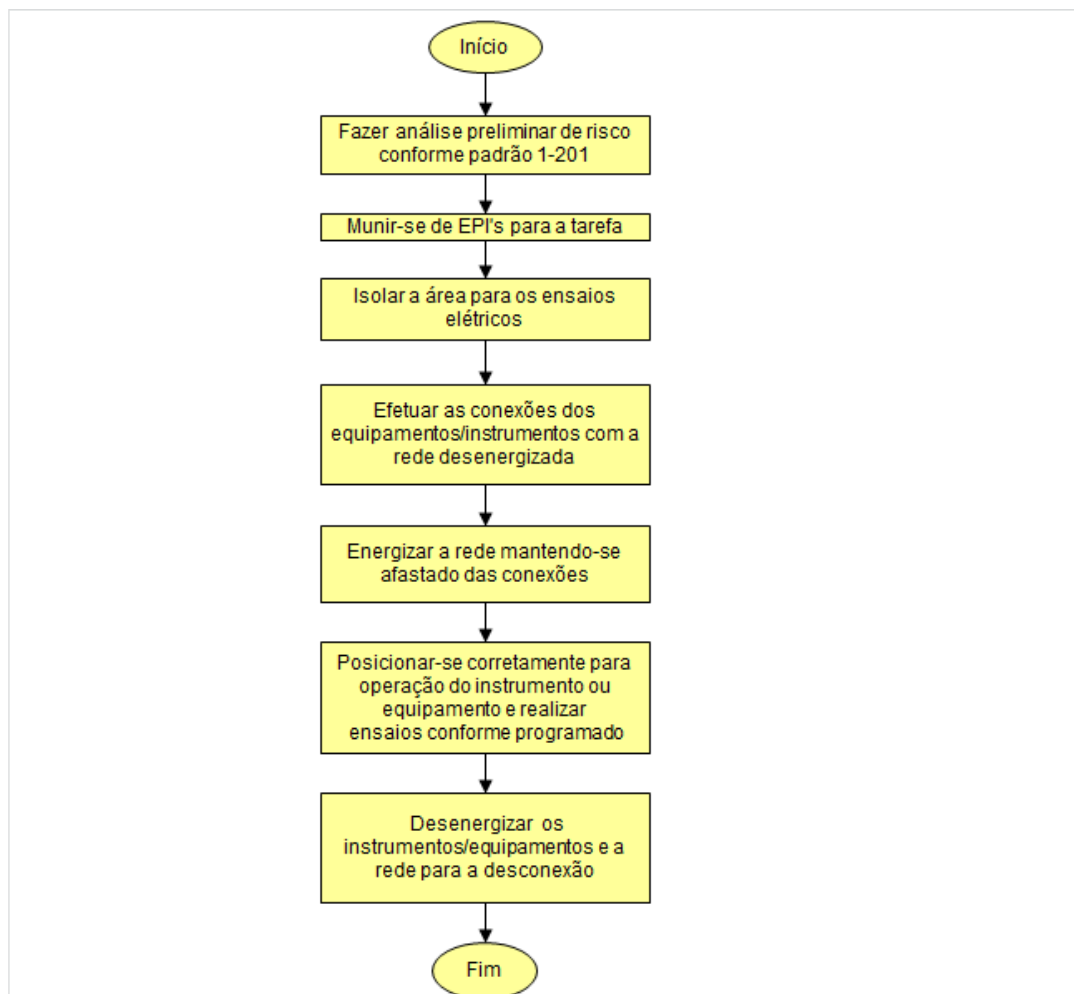 Início
Fazer análise preliminar de risco
conforme padrão 1-201
Munir-se de EPI's para a tarefa
Isolar a área para os ensaios
elétricos
Efetuar as conexões dos
equipamentos/instrumentos com a
rede desenergizada
Energizar a rede mantendo-se
afastado das conexões
Posicionar-se corretamente para
operação do instrumento ou
equipamento e realizar
ensaios conforme programado
Desenergizar os
instrumentos/equipamentos e a
rede para a desconexão
Fim